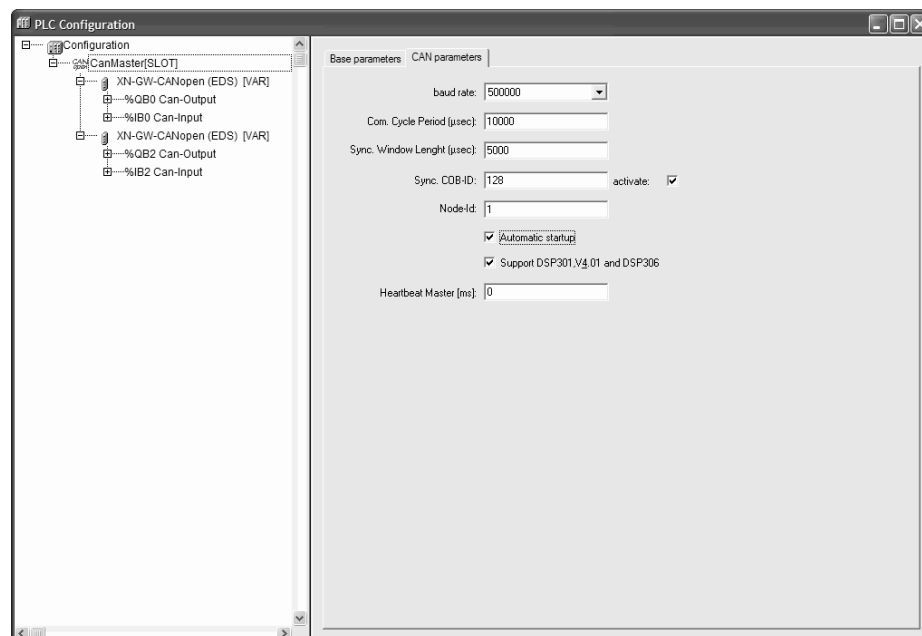 PLC Configuration
Configuration
CanMaster[SLOT]
XN-GW-CANopen (EDS) [VAR]
%QB0 Can-Output
%IB0 Can-Input
XN-GW-CANopen (EDS) [VAR]
%QB2 Can-Output
%IB2 Can-Input
Base parameters CAN parameters
baud rate: 500000
Com. Cycle Period (µsec): 10000
Sync. Window Lenght (µsec): 5000
Sync. COB-ID: 128 activate:
Node-Id: 1
Automatic startup
Support DSP301,V4.01 and DSP306
Heartbeat Master [ms]: 0